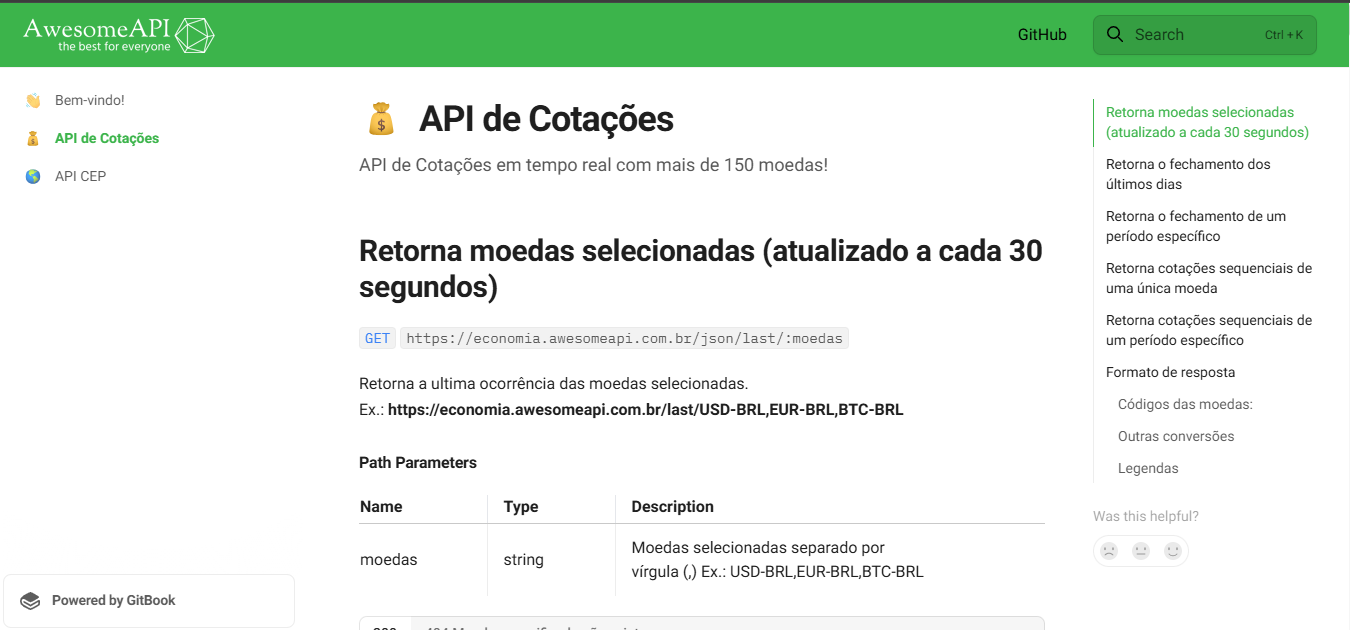 AwesomeAPI
the best for everyone
GitHub
Search
Ctrl + K
Bem-vindo!
API de Cotações
API CEP
API de Cotações
API de Cotações em tempo real com mais de 150 moedas!
Retorna moedas selecionadas (atualizado a cada 30
segundos)
GET https://economia.awesomeapi.com.br/json/last/:moedas
Retorna a ultima ocorrência das moedas selecionadas.
Ex.: https://economia.awesomeapi.com.br/last/USD-BRL,EUR-BRL,BTC-BRL
Path Parameters
Name Type Description
moedas string Moedas selecionadas separado por
vírgula (,) Ex.: USD-BRL,EUR-BRL,BTC-BRL
Retorna moedas selecionadas
(atualizado a cada 30 segundos)
Retorna o fechamento dos
últimos dias
Retorna o fechamento de um
período específico
Retorna cotações sequenciais de
uma única moeda
Retorna cotações sequenciais de
um período específico
Formato de resposta
Códigos das moedas:
Outras conversões
Legendas
Was this helpful?
Powered by GitBook